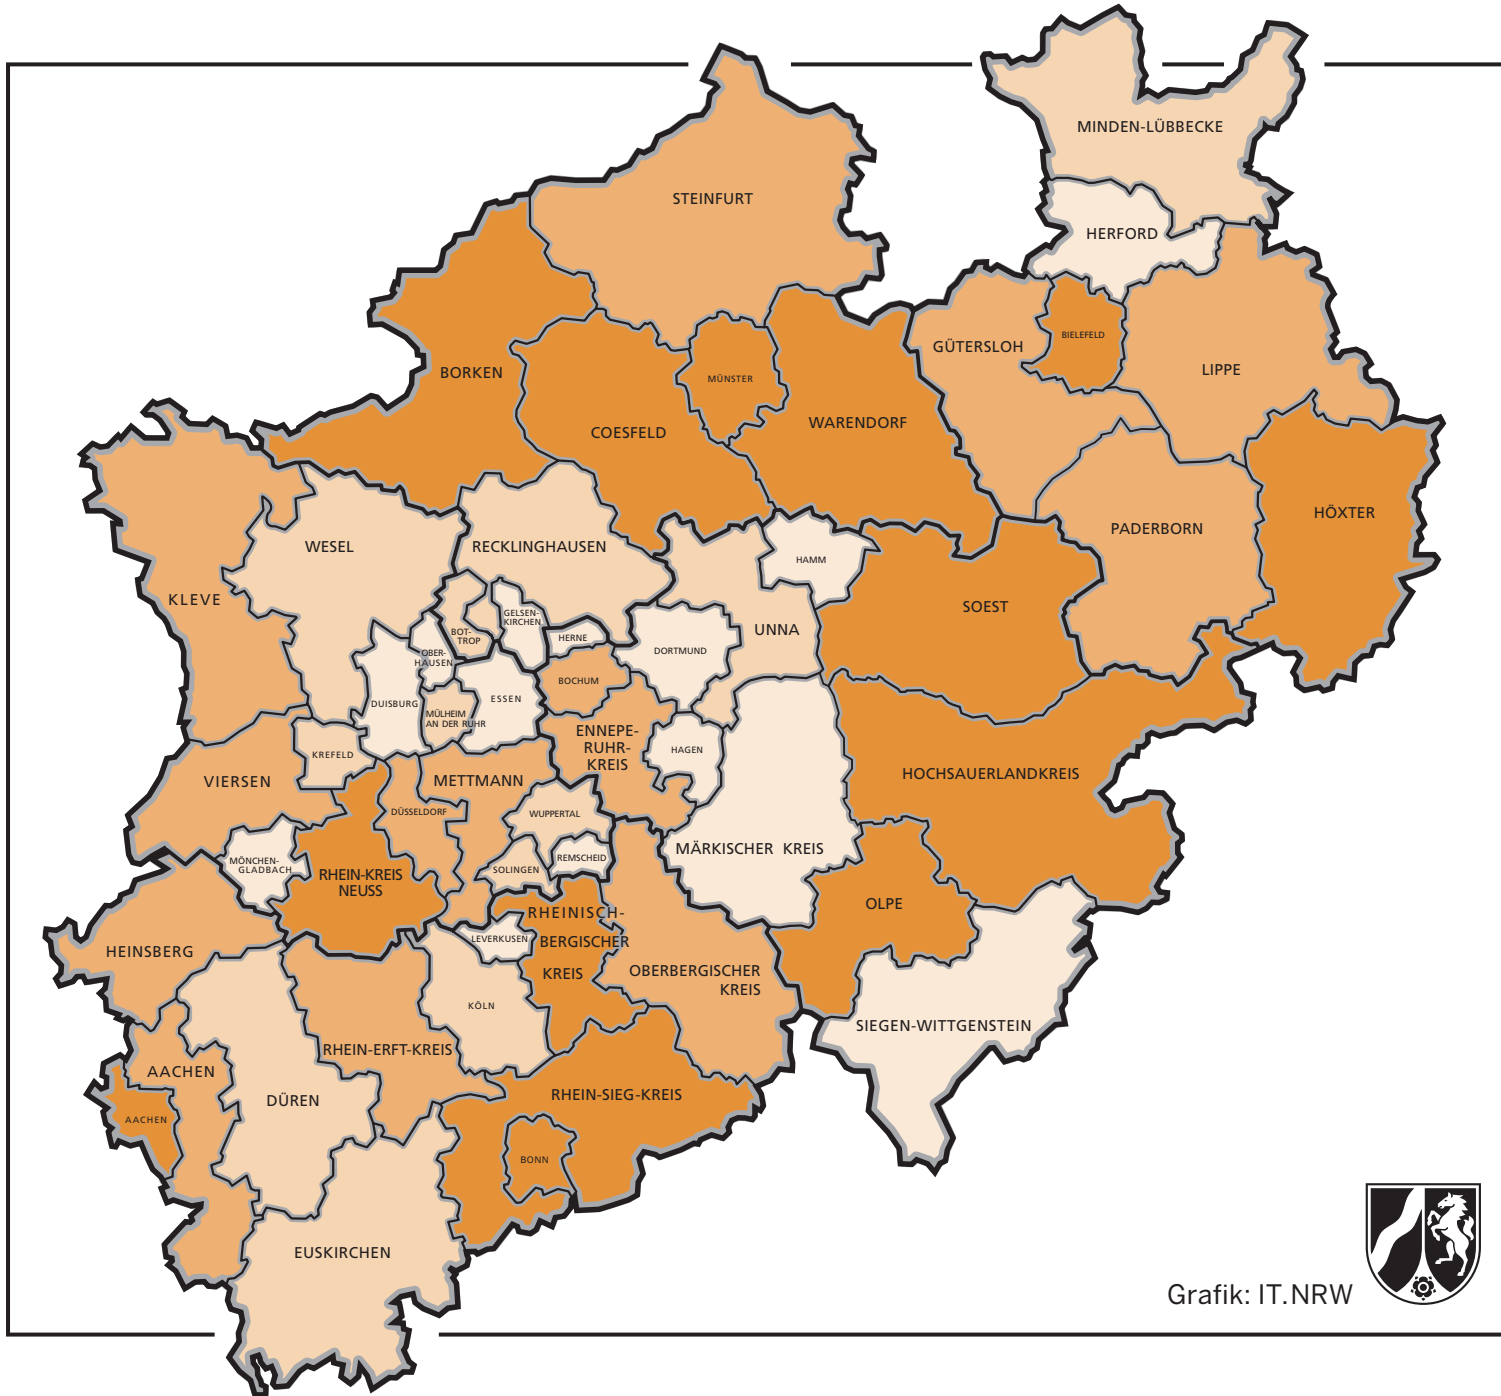 MINDEN-LÜBBECKE
STEINFURT
HERFORD
BIELEFELD
GÜTERSLOH
LIPPE
BORKEN
MÜNSTER
COESFELD
WARENDORF
HÖXTER
PADERBORN
WESEL
RECKLINGHAUSEN
HAMM
KLEVE
SOEST
GELSEN-
KIRCHEN
BOT-
TROP
HERNE
UNNA
OBER-
HAUSEN
DORTMUND
BOCHUM
ESSEN
DUISBURG
MÜLHEIM
AN DER RUHR
ENNEPE-
RUHR-
KREIS
HAGEN
KREFELD
HOCHSAUERLANDKREIS
VIERSEN
METTMANN
DÜSSELDORF
WUPPERTAL
MÄRKISCHER KREIS
REMSCHEID
SOLINGEN
MÖNCHEN-
GLADBACH
RHEIN-KREIS
NEUSS
OLPE
RHEINISCH-
BERGISCHER
KREIS
LEVERKUSEN
HEINSBERG
OBERBERGISCHER
KREIS
KÖLN
SIEGEN-WITTGENSTEIN
RHEIN-ERFT-KREIS
AACHEN
DÜREN
RHEIN-SIEG-KREIS
AACHEN
BONN
EUSKIRCHEN
Grafik: IT.NRW